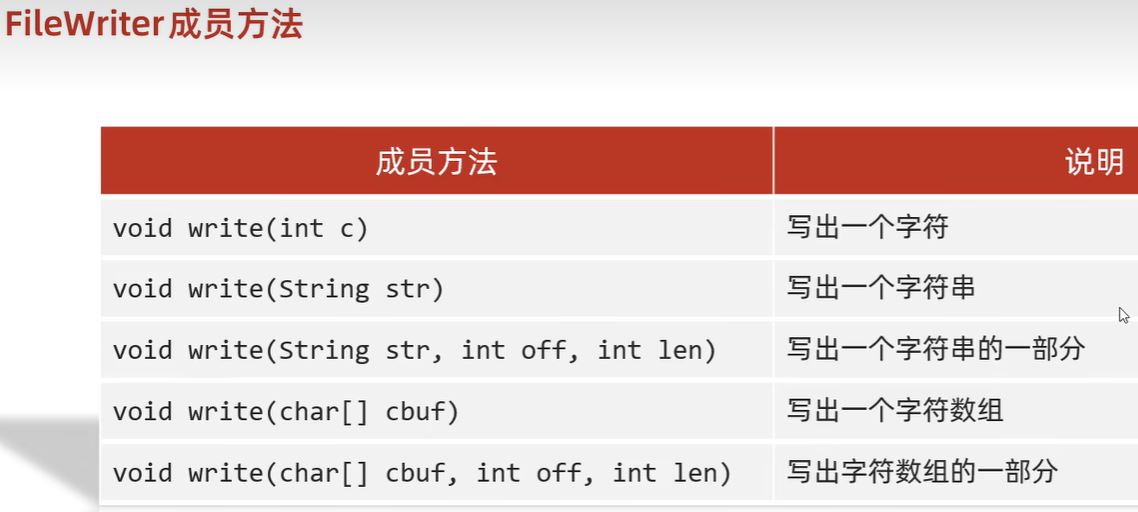 FileWriter成员方法
成员方法 说明
void write(int c) 写出一个字符
void write(String str) 写出一个字符串
void write(String str, int off, int len) 写出一个字符串的一部分
void write(char[] cbuf) 写出一个字符数组
void write(char[] cbuf, int off, int len) 写出字符数组的一部分